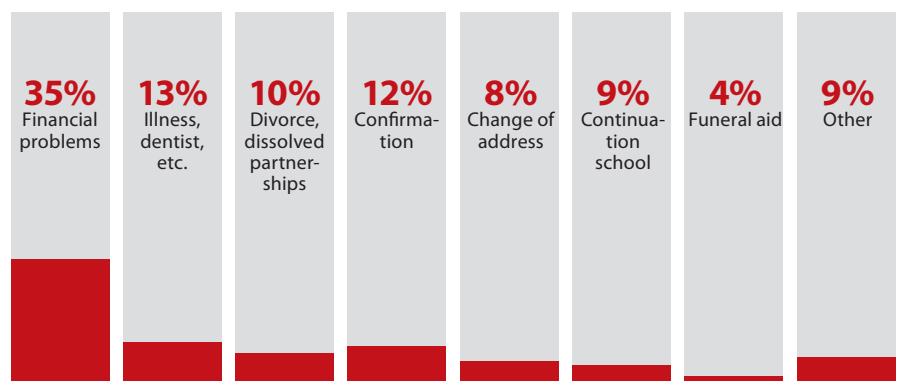 35%
Financial
problems
13%
Illness,
dentist,
etc.
10%
Divorce,
dissolved
partner-
ships
12%
Confirma-
tion
8%
Change of
address
9%
Continua-
tion
school
4%
Funeral aid
9%
Other